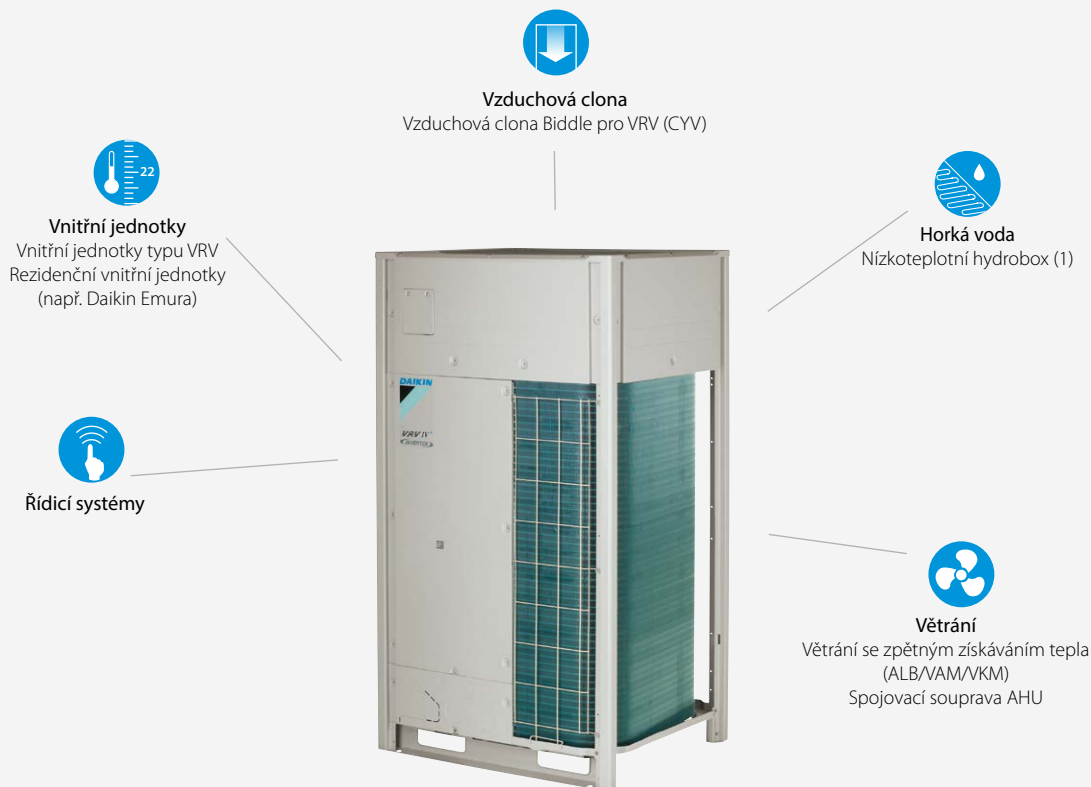 Vzduchová clona
Vzduchová clona Biddle pro VRV (CYV)
22
Vnitřní jednotky
Vnitřní jednotky typu VRV
Rezidenční vnitřní jednotky
(např. Daikin Emura)
Horká voda
Nízkoteplotní hydrobox (1)
DAIKIN
VRV IV+
INVERTER
Řídicí systémy
Větrání
Větrání se zpětným získáváním tepla
(ALB/VAM/VKM)
Spojovací souprava AHU